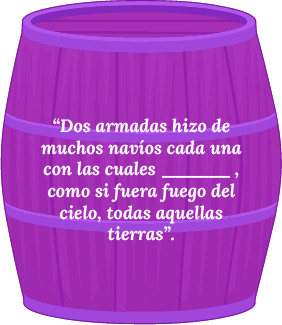 “Dos armadas hizo de
muchos navíos cada una
con las cuales ________ ,
como si fuera fuego del
cielo, todas aquellas
tierras”.